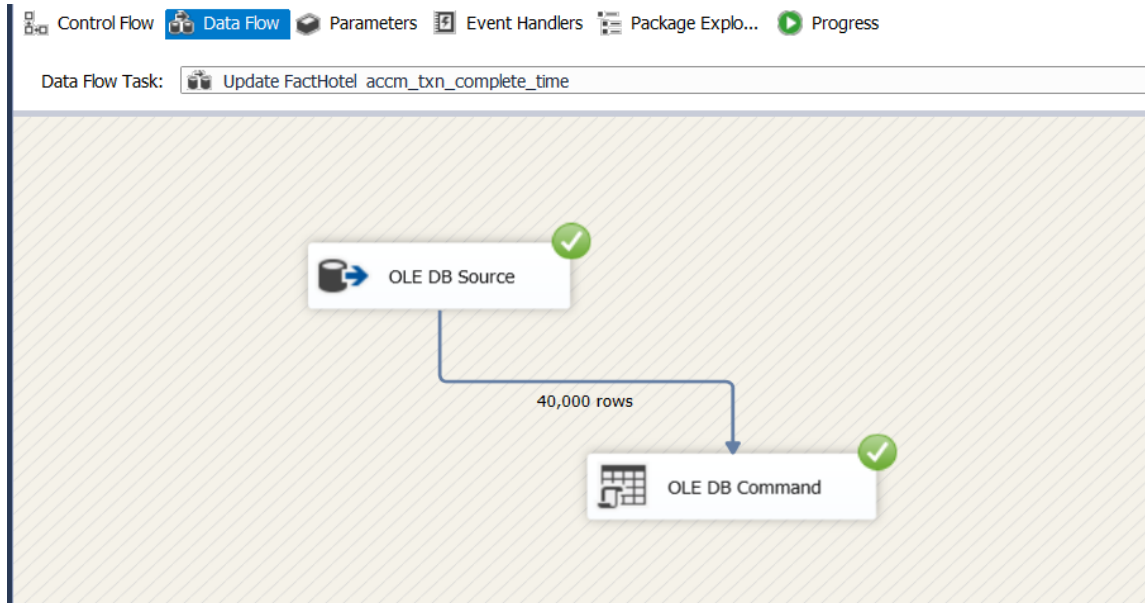 Control Flow Data Flow Parameters Event Handlers Package Explo... Progress
Data Flow Task: Update FactHotel accm_txn_complete_time
OLE DB Source
40,000 rows
OLE DB Command